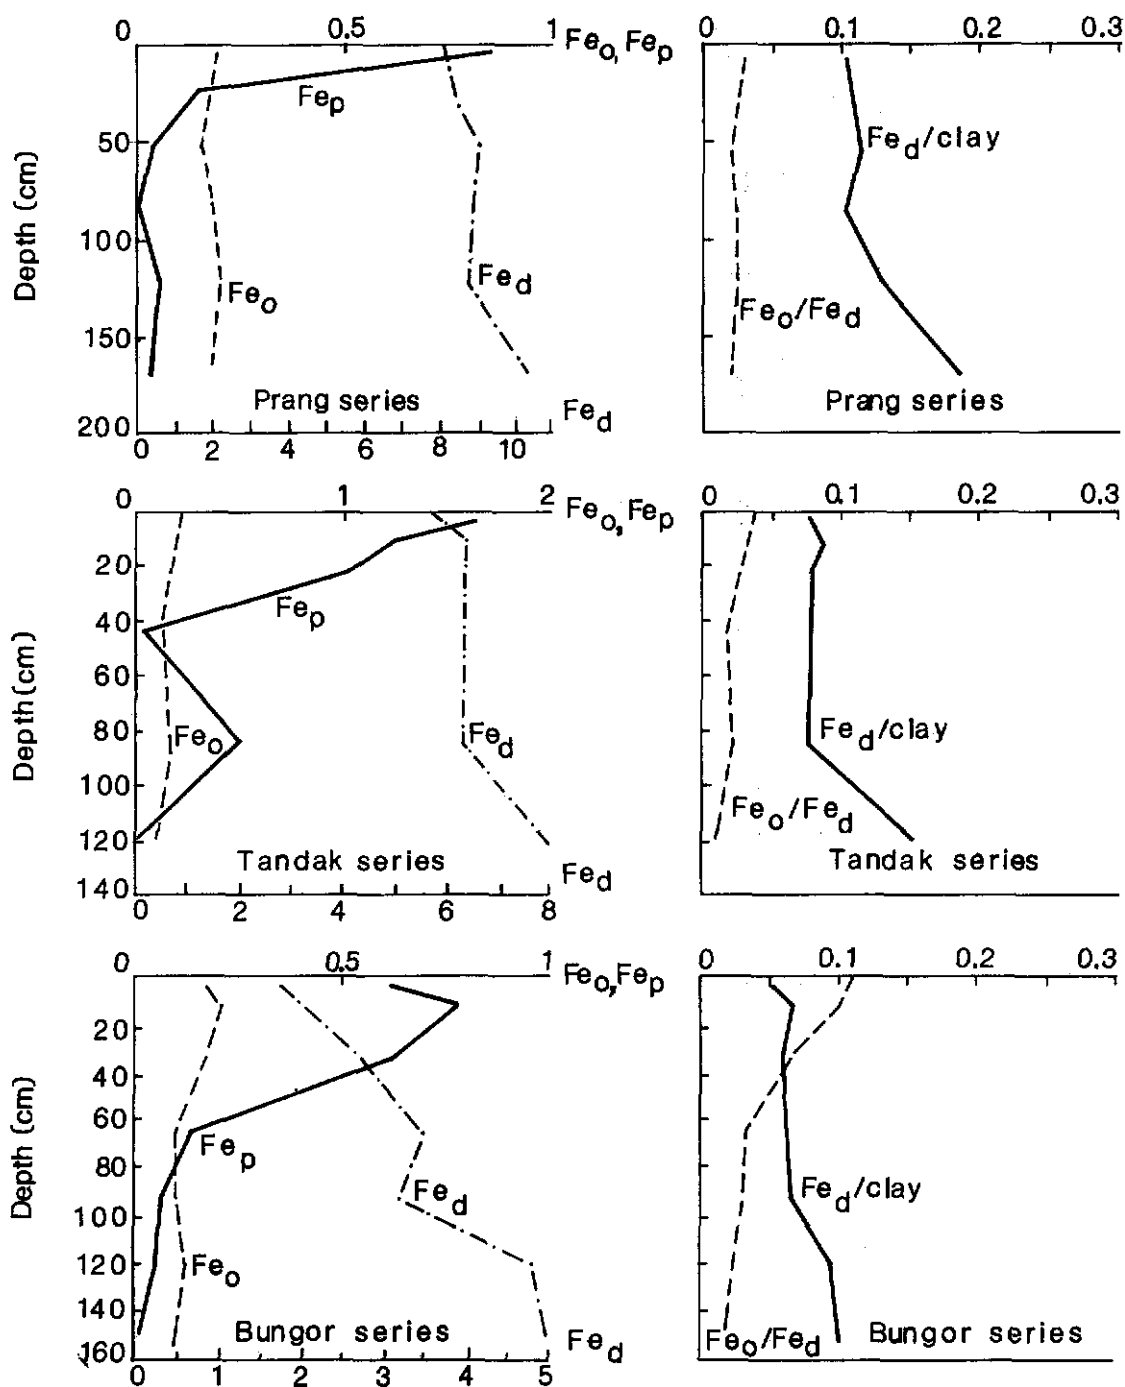 0 0.5 1 Fe_o, Fe_p
Depth (cm)
50
100
150
200
Fe_p
Fe_o
Fe_d
Prang series
Fe_d
0 2 4 6 8 10
0 0.1 0.2 0.3
Fe_d/clay
Fe_o/Fe_d
Prang series
0 1 2 Fe_o, Fe_p
Depth (cm)
20
40
60
80
100
120
140
Fe_p
Fe_o
Fe_d
Tandak series
Fe_d
0 2 4 6 8
0 0.1 0.2 0.3
Fe_d/clay
Fe_o/Fe_d
Tandak series
0 0.5 1 Fe_o, Fe_p
Depth (cm)
20
40
60
80
100
120
140
160
Fe_p
Fe_d
Fe_o
Bungor series
Fe_d
0 1 2 3 4 5
0 0.1 0.2 0.3
Fe_d/clay
Fe_o/Fe_d
Bungor series